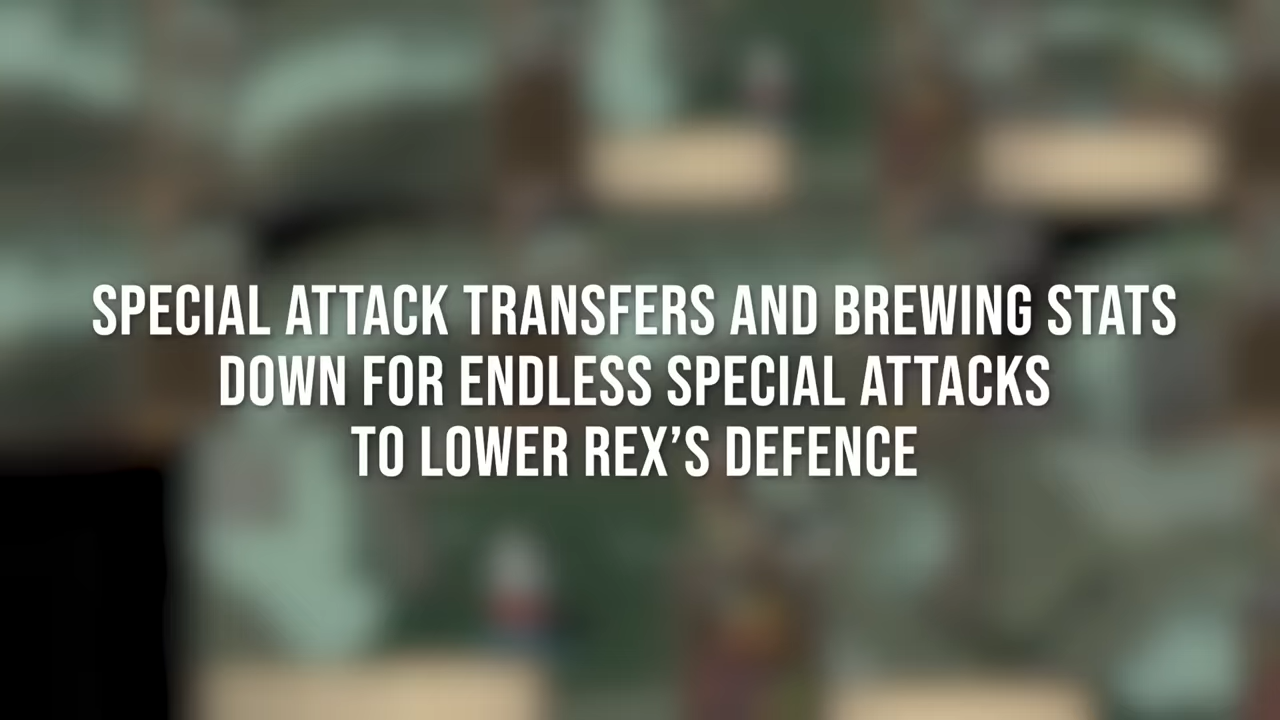 SPECIAL ATTACK TRANSFERS AND BREWING STATS
DOWN FOR ENDLESS SPECIAL ATTACKS
TO LOWER REX’S DEFENCE